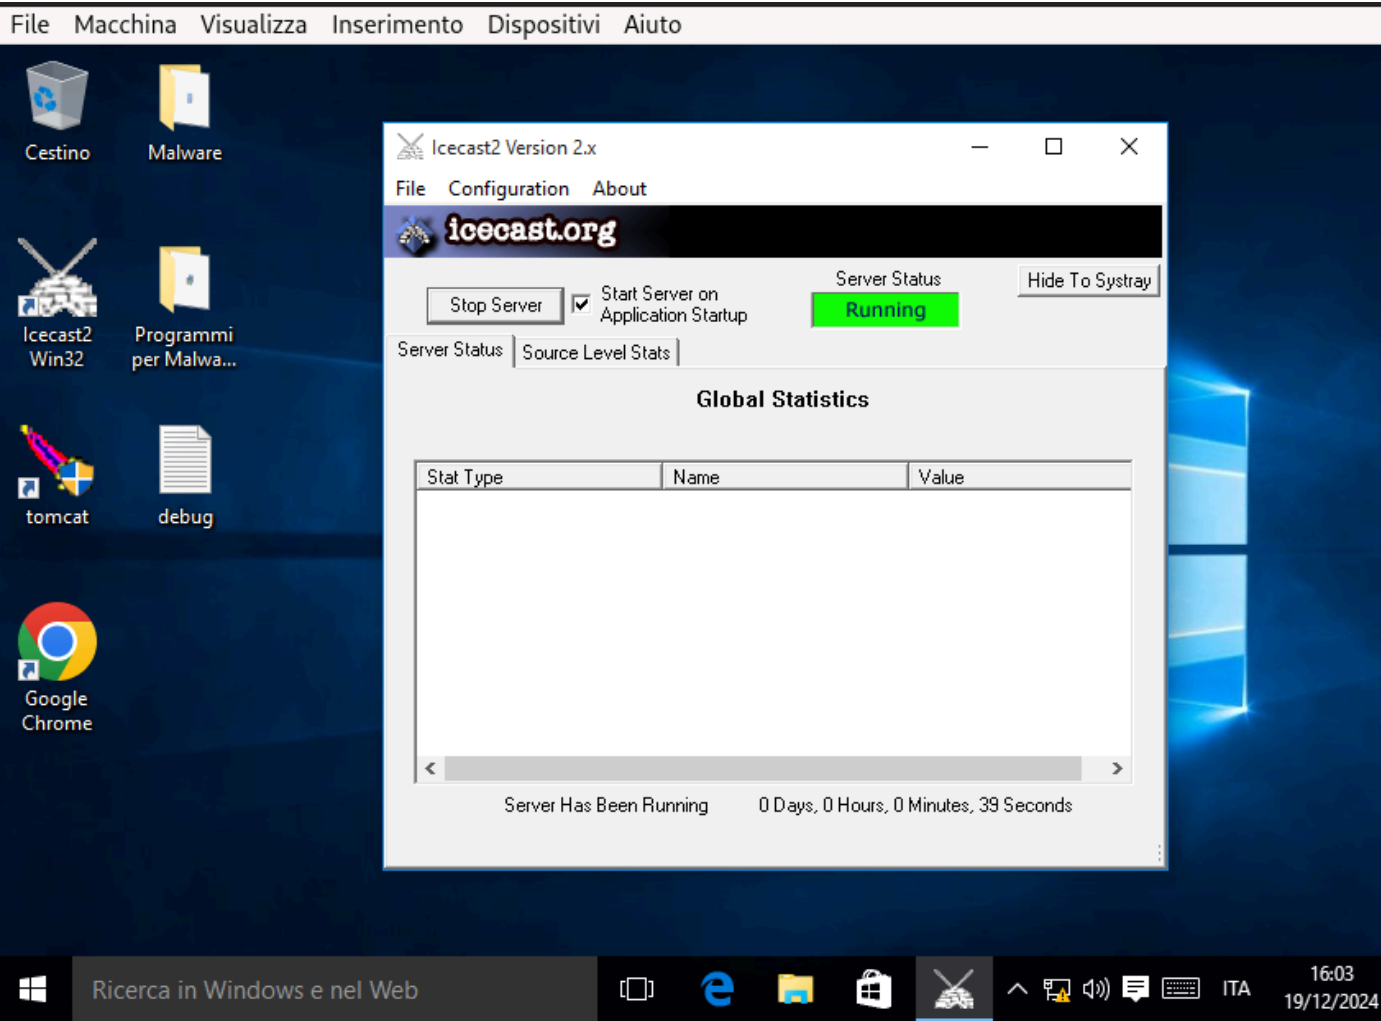 File Macchina Visualizza Inserimento Dispositivi Aiuto
Cestino
Malware
Icecast2 Win32
Programmi per Malwa...
tomcat
debug
Google Chrome
Icecast2 Version 2.x
File Configuration About
icecast.org
Stop Server
Start Server on
Application Startup
Server Status
Running
Hide To Systray
Server Status
Source Level Stats
Global Statistics
Stat Type Name Value
Server Has Been Running 0 Days, 0 Hours, 0 Minutes, 39 Seconds
Ricerca in Windows e nel Web
ITA
16:03
19/12/2024